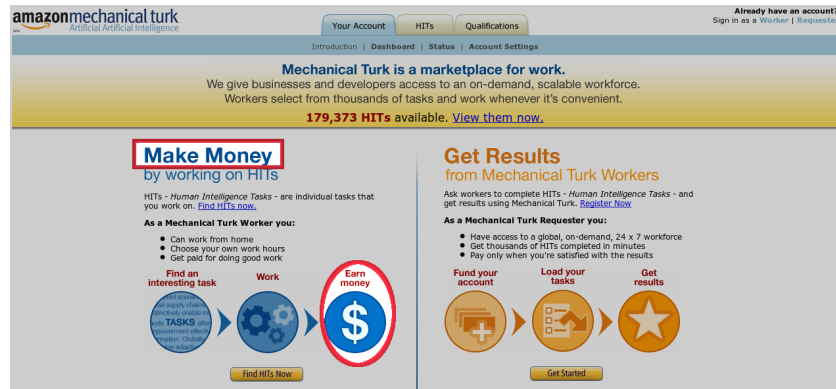 amazonmechanical turk
beta
Artificial Artificial Intelligence
Your Account
HITs
Qualifications
Already have an account?
Sign in as a Worker | Requester
Introduction | Dashboard | Status | Account Settings
Mechanical Turk is a marketplace for work.
We give businesses and developers access to an on-demand, scalable workforce.
Workers select from thousands of tasks and work whenever it's convenient.
179,373 HITs available. View them now.
Make Money
by working on HITs
HITs - Human Intelligence Tasks - are individual tasks that
you work on. Find HITs now.
As a Mechanical Turk Worker you:
• Can work from home
• Choose your own work hours
• Get paid for doing good work
Find an
interesting task
Work
Earn
money
TASKS
$
Find HITs Now
Get Results
from Mechanical Turk Workers
Ask workers to complete HITs - Human Intelligence Tasks - and
get results using Mechanical Turk. Register Now
As a Mechanical Turk Requester you:
• Have access to a global, on-demand, 24 x 7 workforce
• Get thousands of HITs completed in minutes
• Pay only when you're satisfied with the results
Fund your
account
Load your
tasks
Get
results
Get Started